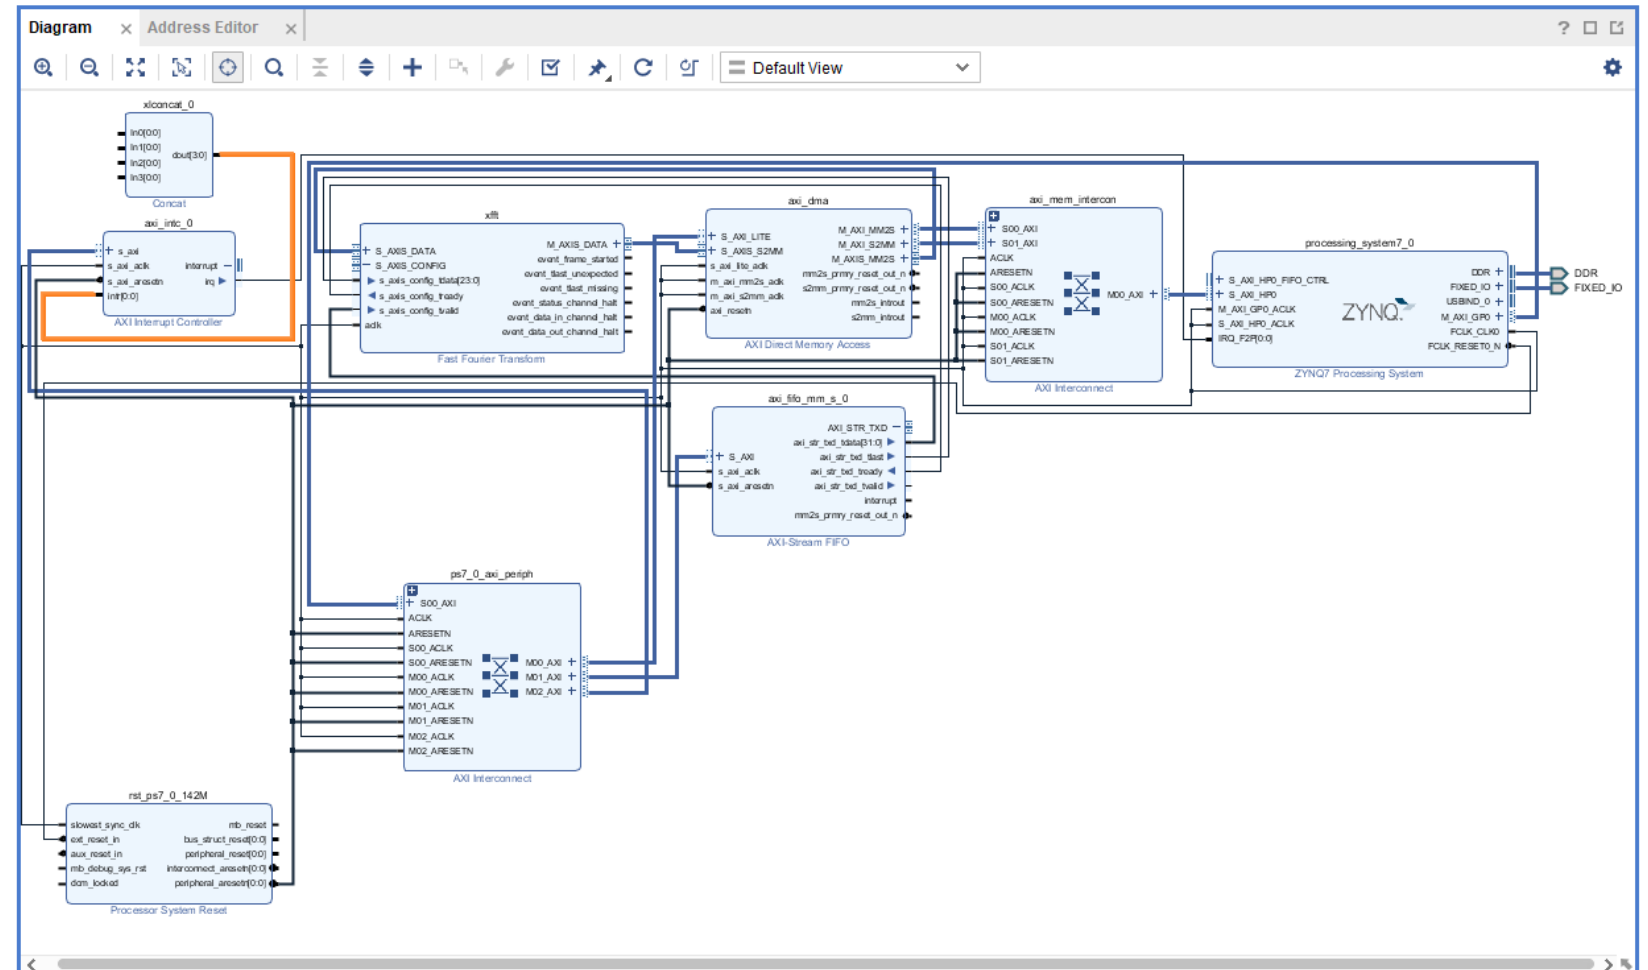 Diagram
Address Editor
Default View
xlconcat_0
In0[0:0]
In1[0:0]
In2[0:0]
In3[0:0]
dout[3:0]
Concat
axi_intc_0
s_axi
s_axi_aclk
s_axi_aresetn
intr[0:0]
interrupt
irq
AXI Interrupt Controller
xfft
S_AXIS_DATA
S_AXIS_CONFIG
s_axis_config_tdata[23:0]
s_axis_config_tready
s_axis_config_tvalid
aclk
M_AXIS_DATA
event_frame_started
event_tlast_unexpected
event_tlast_missing
event_status_channel_halt
event_data_in_channel_halt
event_data_out_channel_halt
Fast Fourier Transform
axi_dma
S_AXI_LITE
S_AXIS_S2MM
s_axi_lite_aclk
m_axi_mm2s_aclk
m_axi_s2mm_aclk
axi_resetn
M_AXI_MM2S
M_AXI_S2MM
M_AXIS_MM2S
mm2s_prmry_reset_out_n
s2mm_prmry_reset_out_n
mm2s_introut
s2mm_introut
AXI Direct Memory Access
axi_mem_intercon
S00_AXI
S01_AXI
ACLK
ARESETN
S00_ACLK
S00_ARESETN
M00_ACLK
M00_ARESETN
S01_ACLK
S01_ARESETN
M00_AXI
AXI Interconnect
processing_system7_0
S_AXI_HP0_FIFO_CTRL
S_AXI_HP0
M_AXI_GP0_ACLK
S_AXI_HP0_ACLK
IRQ_F2P[0:0]
ZYNQ
DDR
FIXED_IO
USBIND_0
M_AXI_GP0
FCLK_CLK0
FCLK_RESET0_N
ZYNQ7 Processing System
DDR
FIXED_IO
axi_fifo_mm_s_0
S_AXI
s_axi_aclk
s_axi_aresetn
AXI_STR_TXD
axi_str_txd_tdata[31:0]
axi_str_txd_tlast
axi_str_txd_tready
axi_str_txd_tvalid
interrupt
mm2s_prmry_reset_out_n
AXI-Stream FIFO
ps7_0_axi_periph
S00_AXI
ACLK
ARESETN
S00_ACLK
S00_ARESETN
M00_ACLK
M00_ARESETN
M01_ACLK
M01_ARESETN
M02_ACLK
M02_ARESETN
M00_AXI
M01_AXI
M02_AXI
AXI Interconnect
rst_ps7_0_142M
slowest_sync_clk
ext_reset_in
aux_reset_in
mb_debug_sys_rst
dcm_locked
mb_reset
bus_struct_reset[0:0]
peripheral_reset[0:0]
interconnect_aresetn[0:0]
peripheral_aresetn[0:0]
Processor System Reset